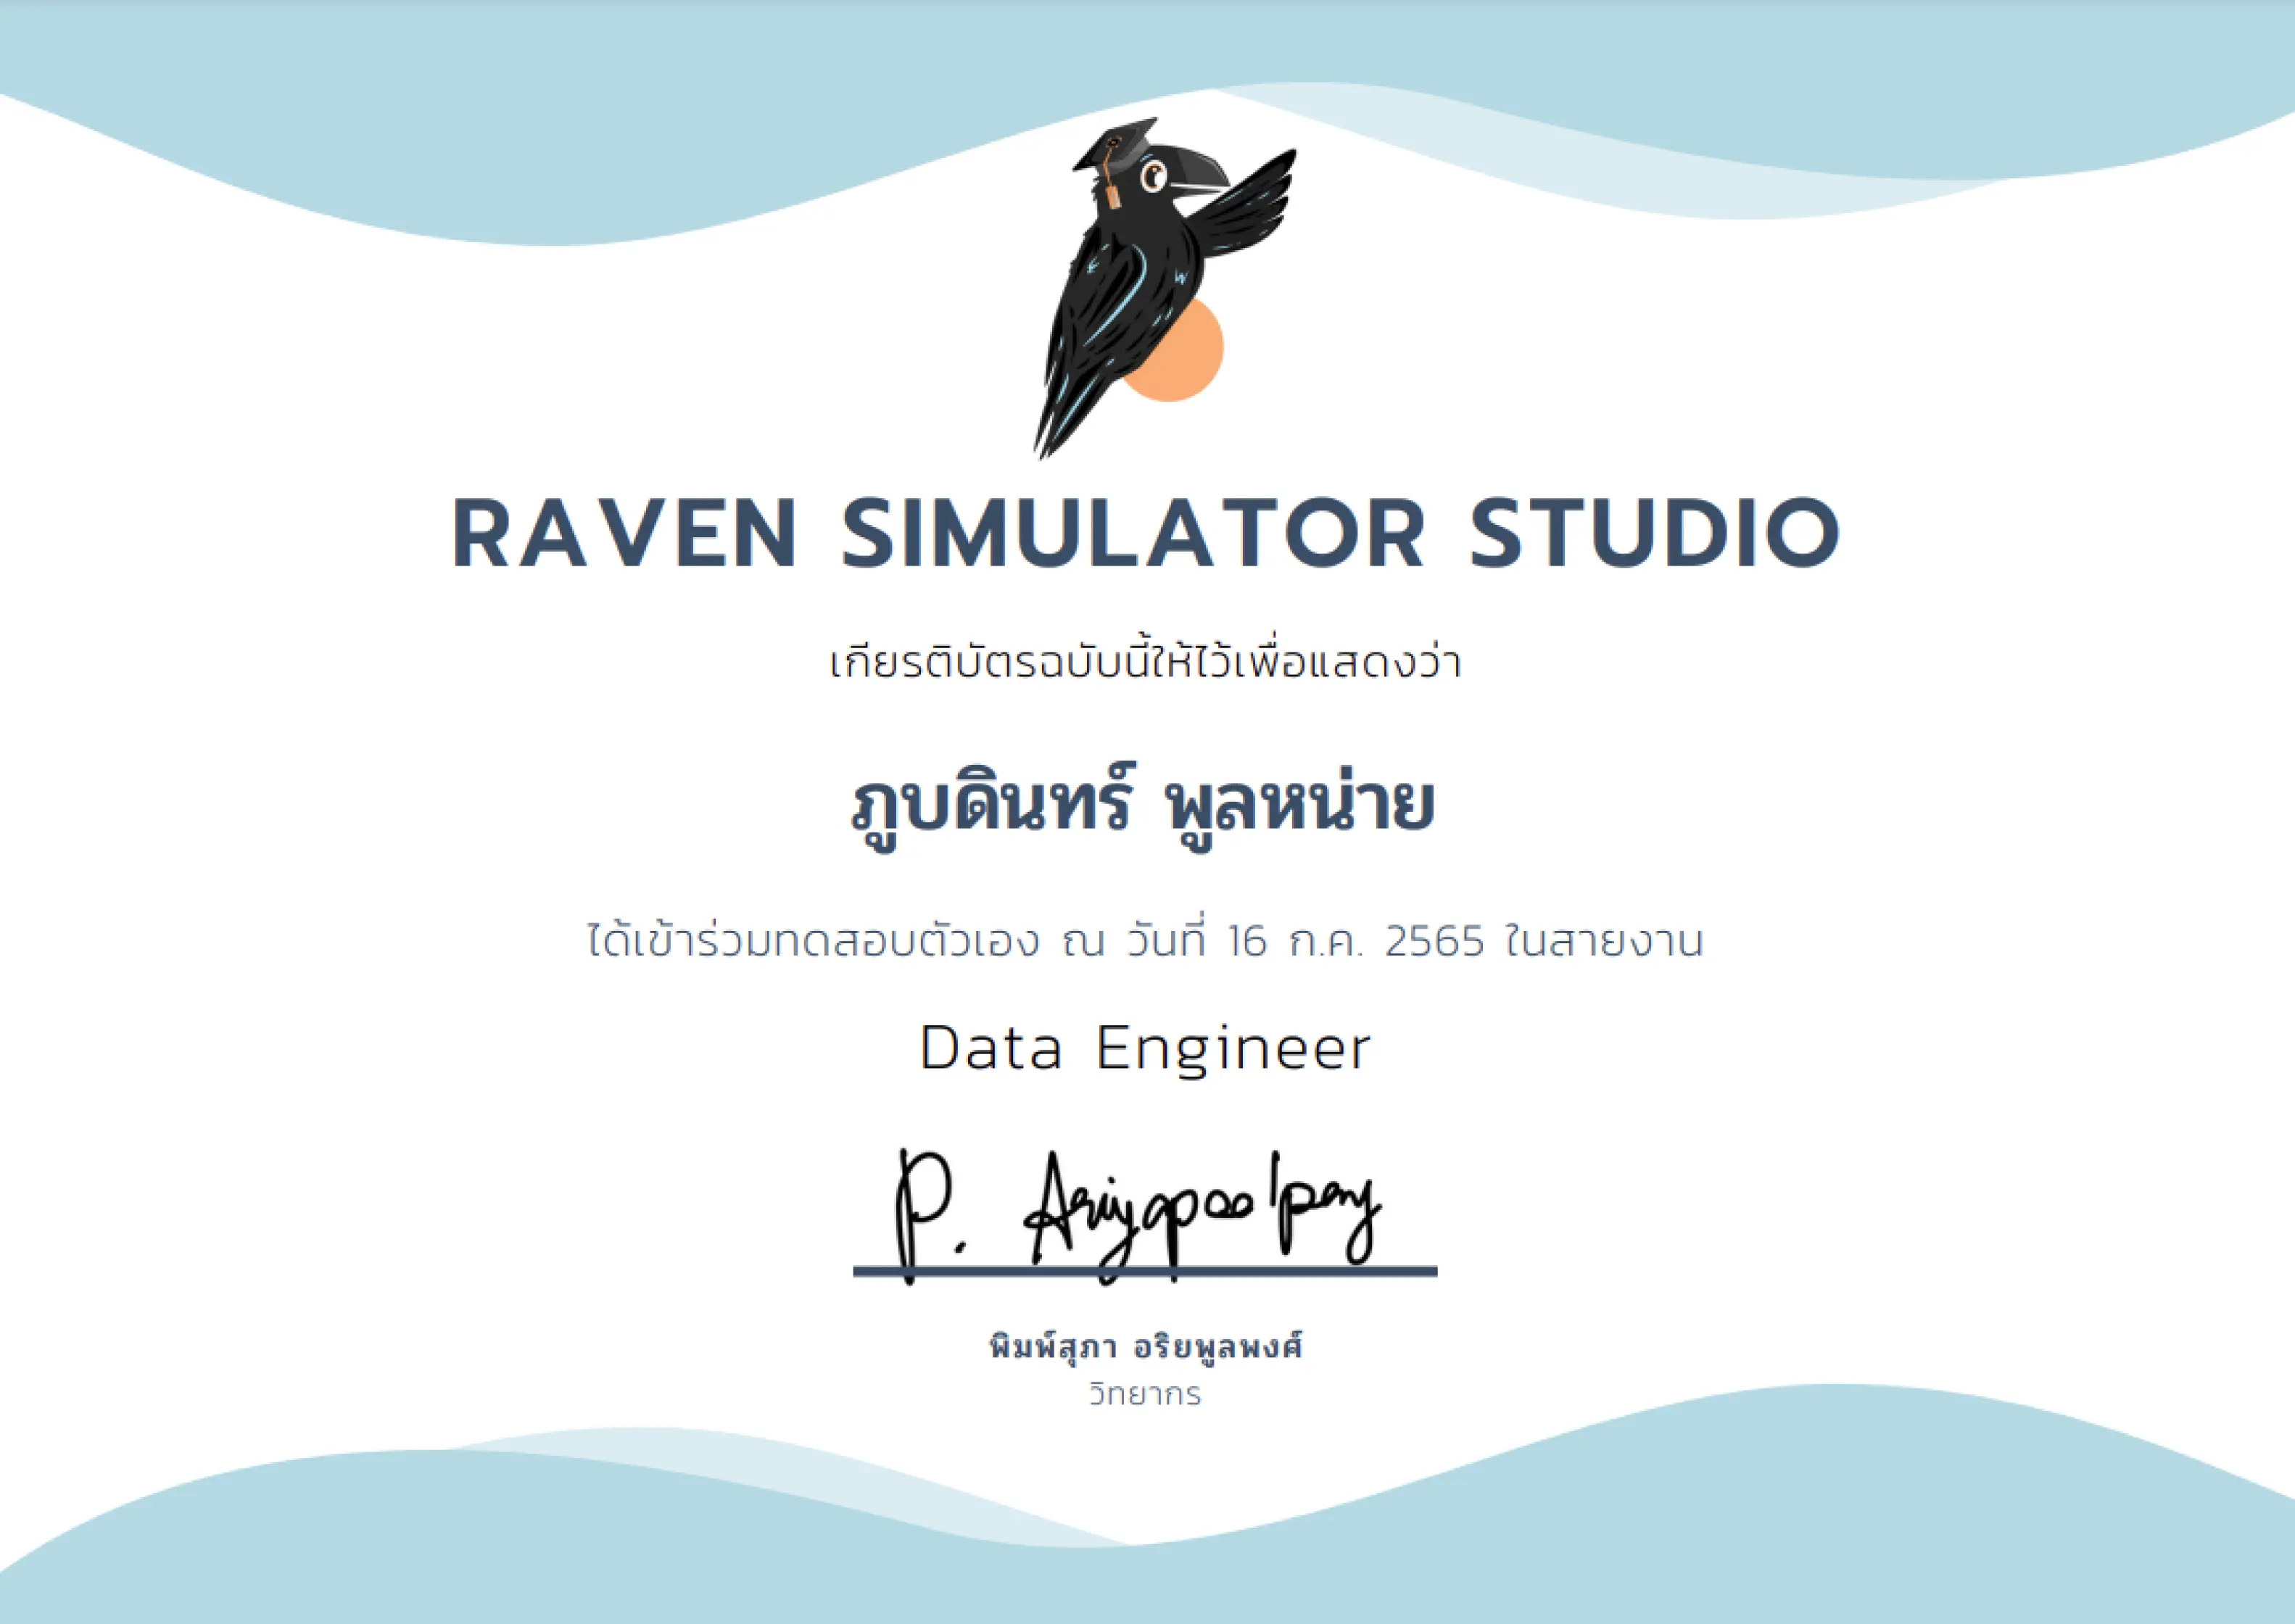 RAVEN SIMULATOR STUDIO
เกียรติบัตรฉบับนี้ให้ไว้เพื่อแสดงว่า
ภูบดินทร์ พูลหน่าย
ได้เข้าร่วมทดสอบตัวเอง ณ วันที่ 16 ก.ค. 2565 ในสายงาน
Data Engineer
P. Ariyapoolpong
พิมพ์สุภา อริยพูลพงศ์
วิทยากร